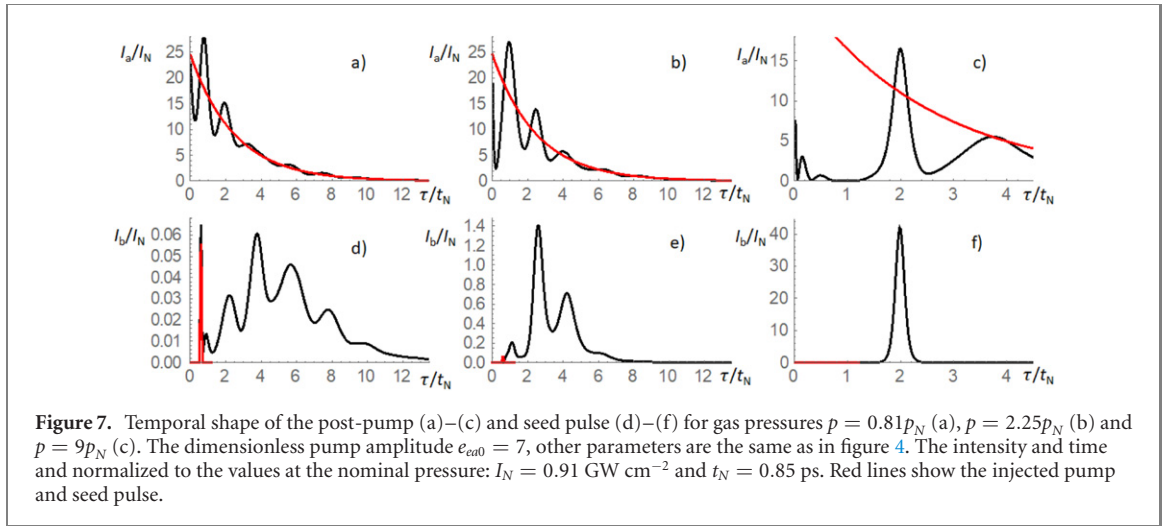 Iₐ/I_N
25
20
15
10
5
0
a)
0 2 4 6 8 10 12 τ/t_N
Iₐ/I_N
25
20
15
10
5
0
b)
0 2 4 6 8 10 12 τ/t_N
Iₐ/I_N
15
10
5
0
c)
0 1 2 3 4 τ/t_N
I_b/I_N
0.06
0.05
0.04
0.03
0.02
0.01
0.00
d)
0 2 4 6 8 10 12 τ/t_N
I_b/I_N
1.4
1.2
1.0
0.8
0.6
0.4
0.2
0.0
e)
0 2 4 6 8 10 12 τ/t_N
I_b/I_N
40
30
20
10
0
f)
0 1 2 3 4 τ/t_N
Figure 7. Temporal shape of the post-pump (a)–(c) and seed pulse (d)–(f) for gas pressures p = 0.81p_N (a), p = 2.25p_N (b) and
p = 9p_N (c). The dimensionless pump amplitude e_{ea0} = 7, other parameters are the same as in figure 4. The intensity and time
and normalized to the values at the nominal pressure: I_N = 0.91 GW cm⁻² and t_N = 0.85 ps. Red lines show the injected pump
and seed pulse.